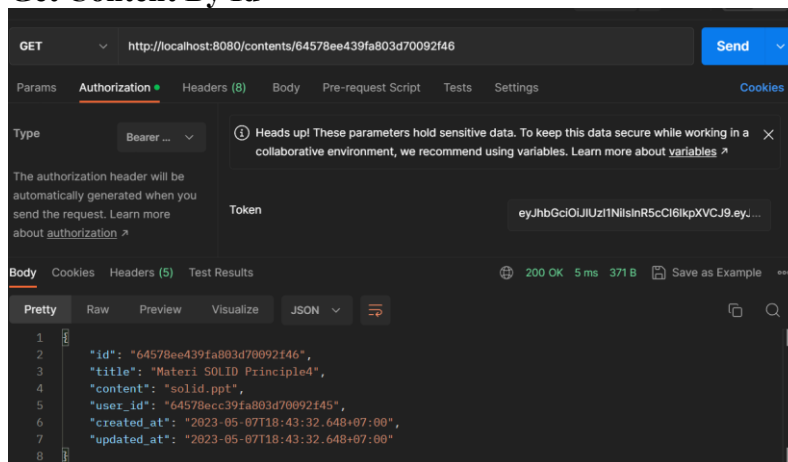 Get Content By Id
GET http://localhost:8080/contents/64578ee439fa803d70092f46 Send
Params Authorization Headers (8) Body Pre-request Script Tests Settings Cookies
Type Bearer ...
Heads up! These parameters hold sensitive data. To keep this data secure while working in a
collaborative environment, we recommend using variables. Learn more about variables ↗
The authorization header will be
automatically generated when you
send the request. Learn more
about authorization ↗
Token eyJhbGciOiJIUzI1NiIsInR5cCI6IkpXVCJ9.eyJ...
Body Cookies Headers (5) Test Results 200 OK 5 ms 371 B Save as Example
Pretty Raw Preview Visualize JSON
1 {
2 "id": "64578ee439fa803d70092f46",
3 "title": "Materi SOLID Principle4",
4 "content": "solid.ppt",
5 "user_id": "64578ecc39fa803d70092f45",
6 "created_at": "2023-05-07T18:43:32.648+07:00",
7 "updated_at": "2023-05-07T18:43:32.648+07:00"
8 }